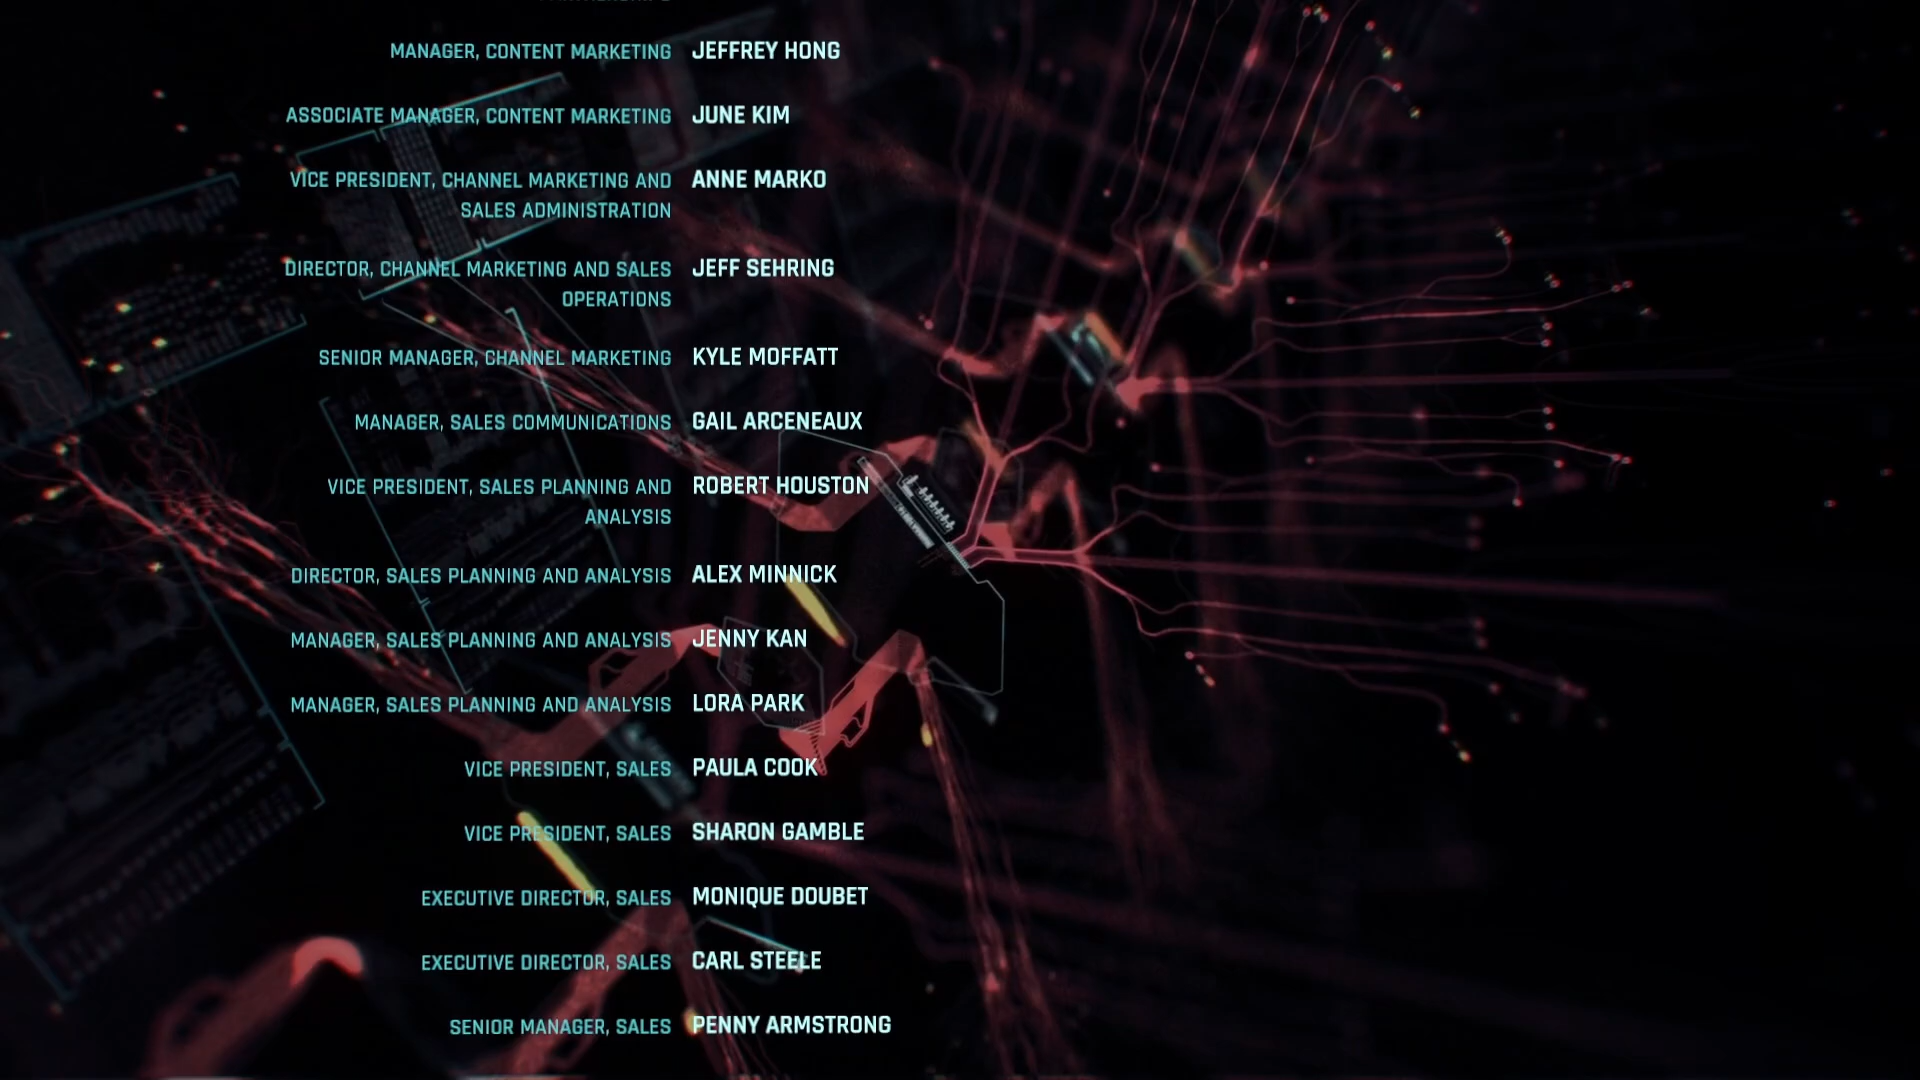 MANAGER, CONTENT MARKETING JEFFREY HONG
ASSOCIATE MANAGER, CONTENT MARKETING JUNE KIM
VICE PRESIDENT, CHANNEL MARKETING AND ANNE MARKO
SALES ADMINISTRATION
DIRECTOR, CHANNEL MARKETING AND SALES JEFF SEHRING
OPERATIONS
SENIOR MANAGER, CHANNEL MARKETING KYLE MOFFATT
MANAGER, SALES COMMUNICATIONS GAIL ARCENEAUX
VICE PRESIDENT, SALES PLANNING AND ROBERT HOUSTON
ANALYSIS
DIRECTOR, SALES PLANNING AND ANALYSIS ALEX MINNICK
MANAGER, SALES PLANNING AND ANALYSIS JENNY KAN
MANAGER, SALES PLANNING AND ANALYSIS LORA PARK
VICE PRESIDENT, SALES PAULA COOK
VICE PRESIDENT, SALES SHARON GAMBLE
EXECUTIVE DIRECTOR, SALES MONIQUE DOUBET
EXECUTIVE DIRECTOR, SALES CARL STEELE
SENIOR MANAGER, SALES PENNY ARMSTRONG